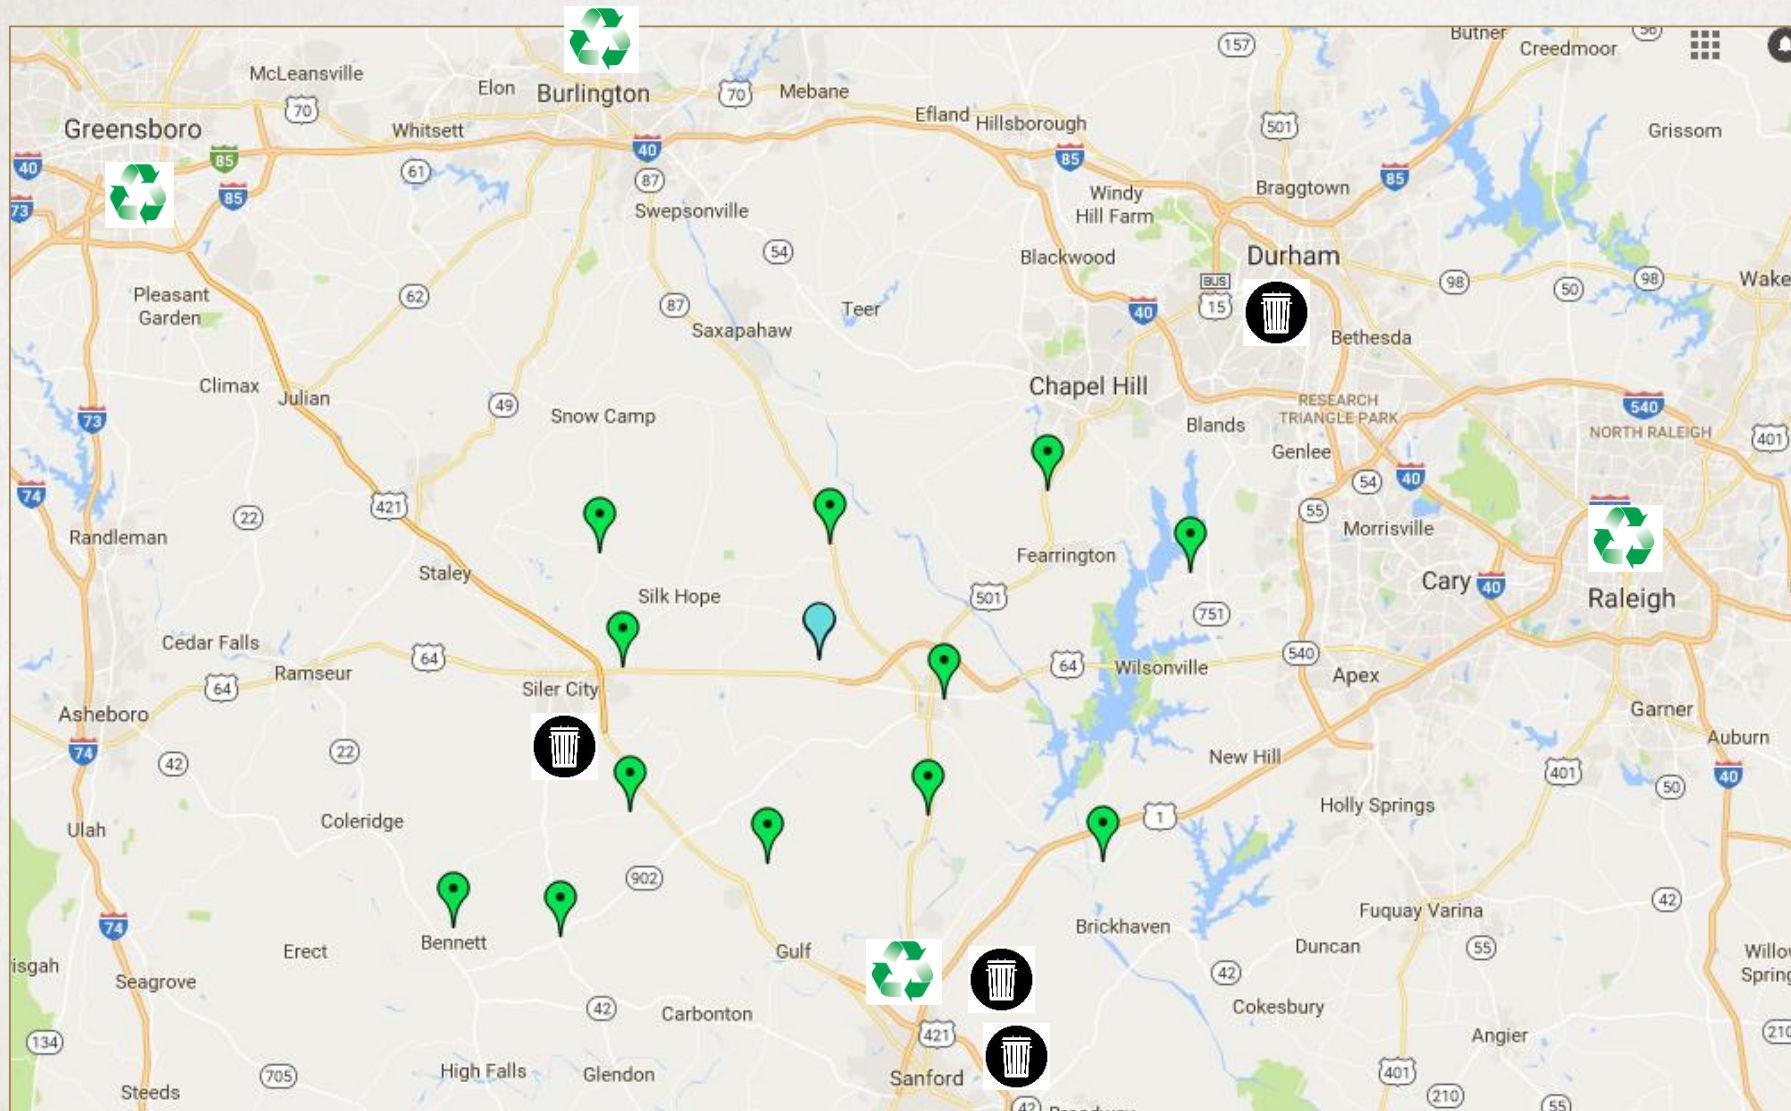 Butner
56
157
Creedmoor
McLeansville
Elon
Burlington
70
Mebane
70
Efland
Hillsborough
Greensboro
Whitsett
501
Grissom
40
85
40
85
61
87
85
85
73
Windy
Hill Farm
Braggtown
Swepsonville
54
Blackwood
Durham
BUS
15
98
50
98
Wake
Pleasant
Garden
62
87
Teer
40
Saxapahaw
Bethesda
Climax
Julian
Chapel Hill
49
Snow Camp
RESEARCH
TRIANGLE PARK
540
73
Blands
NORTH RALEIGH
401
Genlee
54
40
74
421
22
55
Randleman
Morrisville
Fearrington
Staley
Silk Hope
501
Cary
40
Raleigh
751
Cedar Falls
64
Ramseur
64
Wilsonville
540
64
Siler City
Apex
Asheboro
Garner
74
42
22
New Hill
Auburn
401
40
50
Holly Springs
Ulah
Coleridge
1
902
42
Fuquay Varina
74
Brickhaven
Bennett
Erect
Gulf
Duncan
55
isgah
Willow
Spring
Seagrove
42
42
Carbonton
Cokesbury
134
421
Angier
210
705
High Falls
Glendon
Sanford
401
Steeds
210
42
55